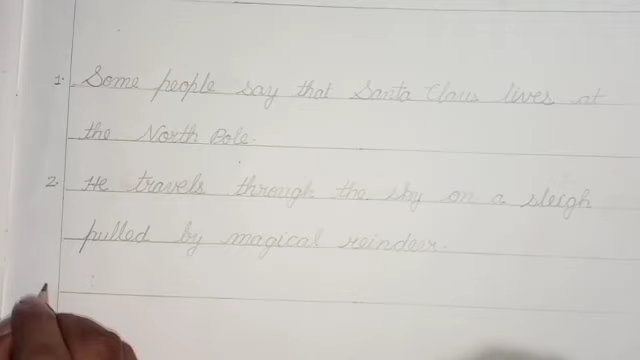 1. Some people say that Santa Claus lives at
the North Pole.
2. He travels through the sky on a sleigh
pulled by magical reindeer.